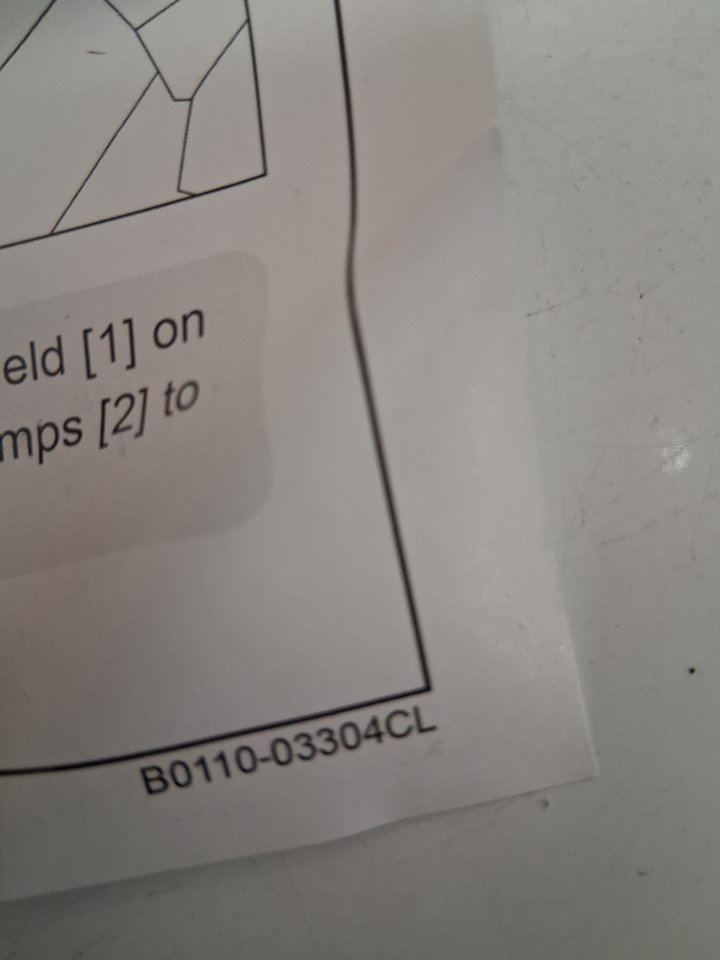 eld [1] on
mps [2] to
B0110-03304CL